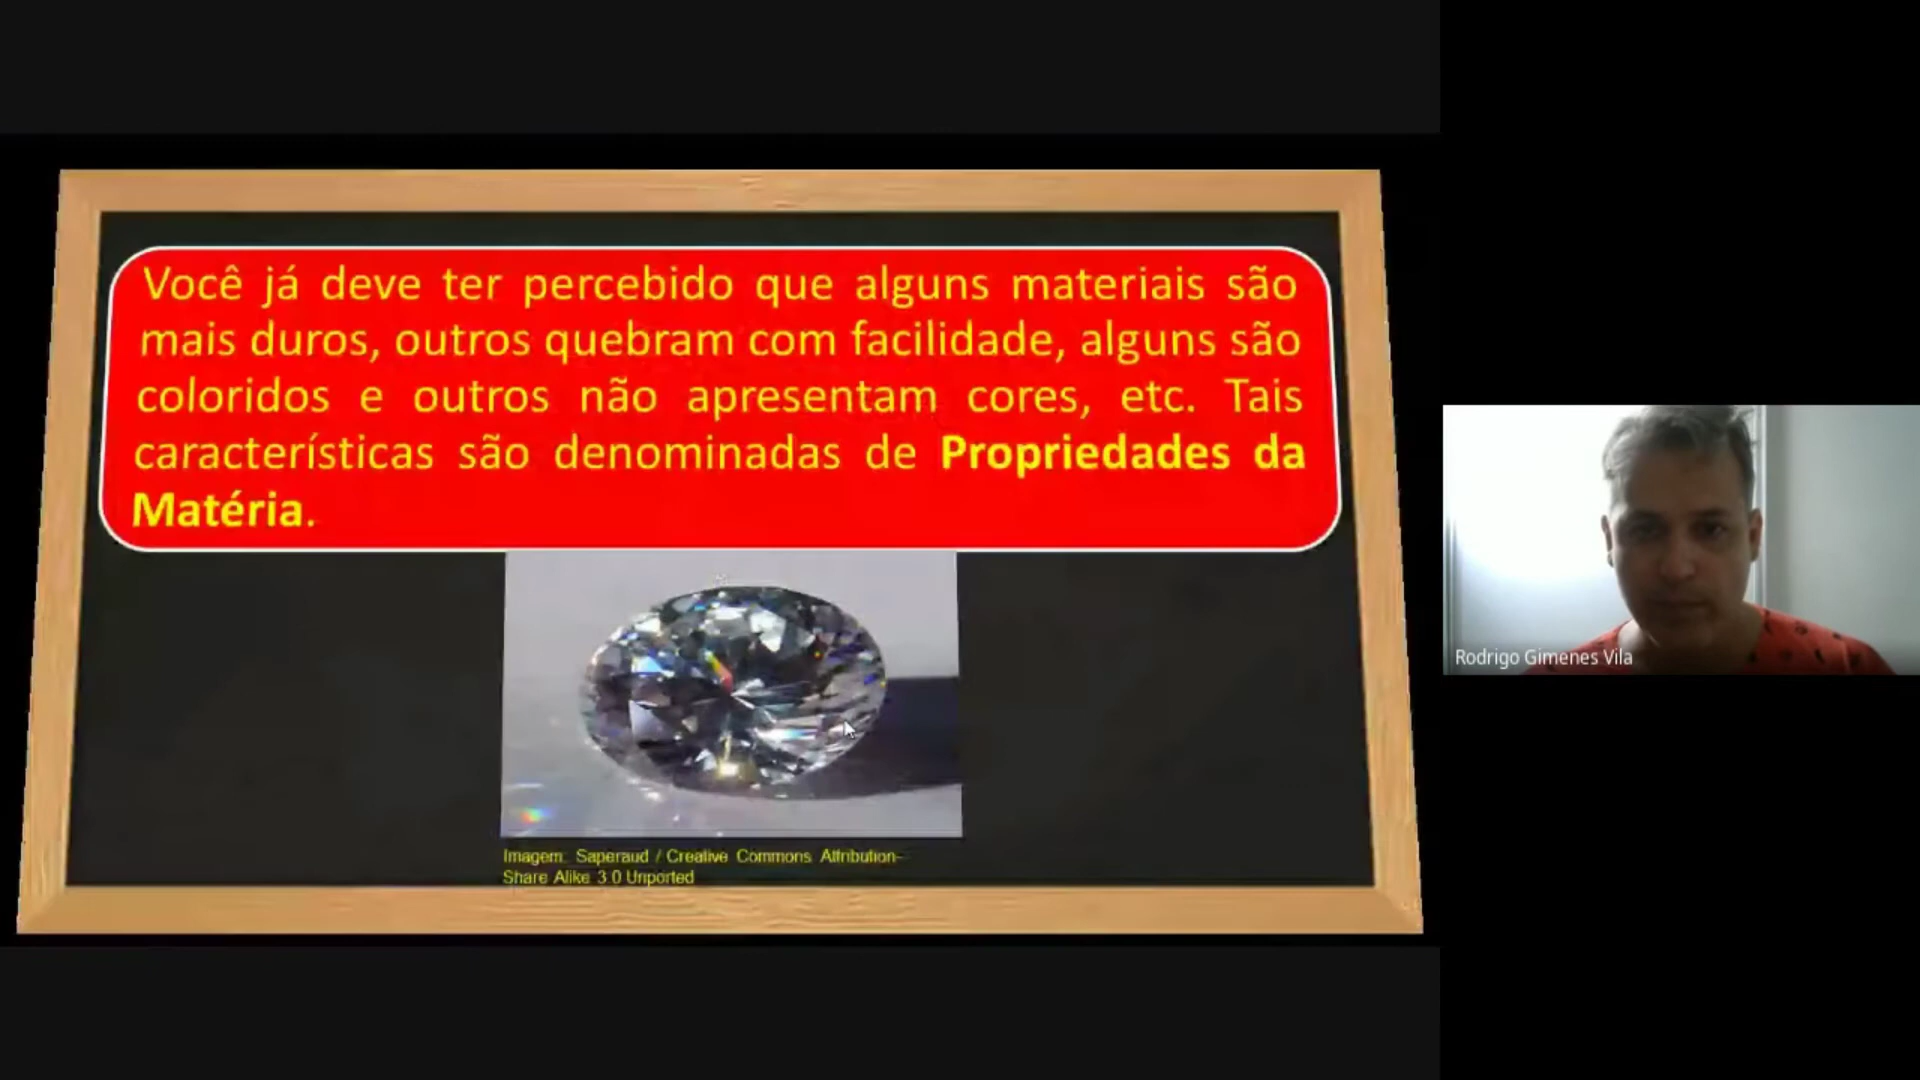 Você já deve ter percebido que alguns materiais são
mais duros, outros quebram com facilidade, alguns são
coloridos e outros não apresentam cores, etc. Tais
características são denominadas de Propriedades da
Matéria.
Imagem: Saperaud / Creative Commons Attribution-
Share Alike 3.0 Unported
Rodrigo Gimenes Vila